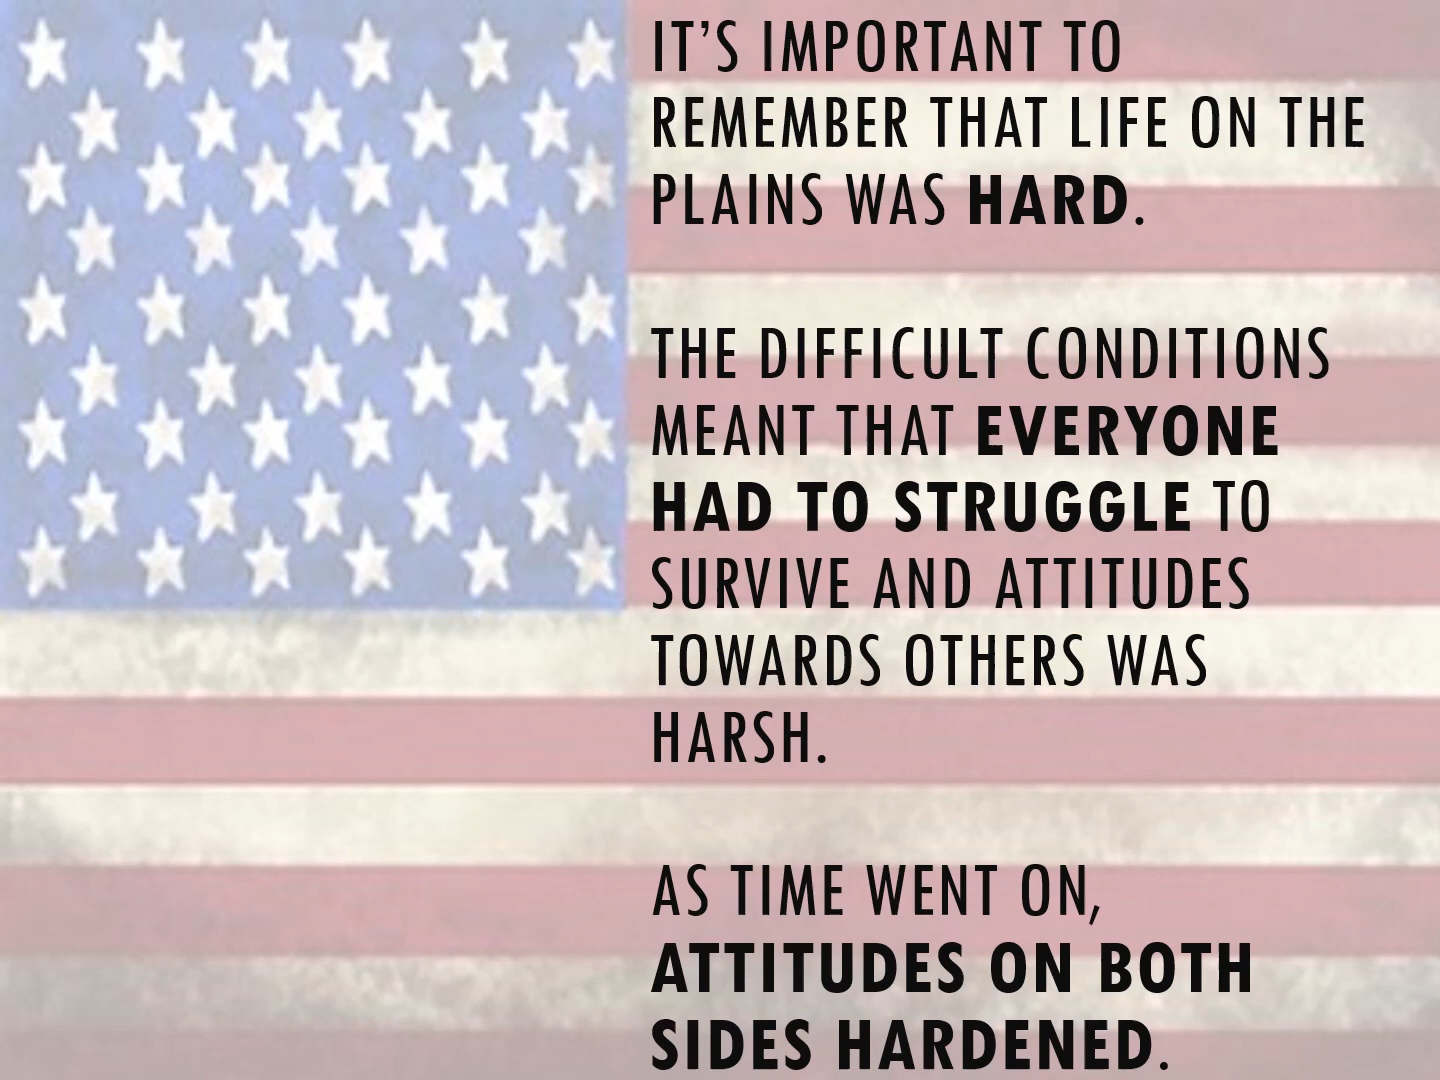 IT’S IMPORTANT TO
REMEMBER THAT LIFE ON THE
PLAINS WAS HARD.
THE DIFFICULT CONDITIONS
MEANT THAT EVERYONE
HAD TO STRUGGLE TO
SURVIVE AND ATTITUDES
TOWARDS OTHERS WAS
HARSH.
AS TIME WENT ON,
ATTITUDES ON BOTH
SIDES HARDENED.